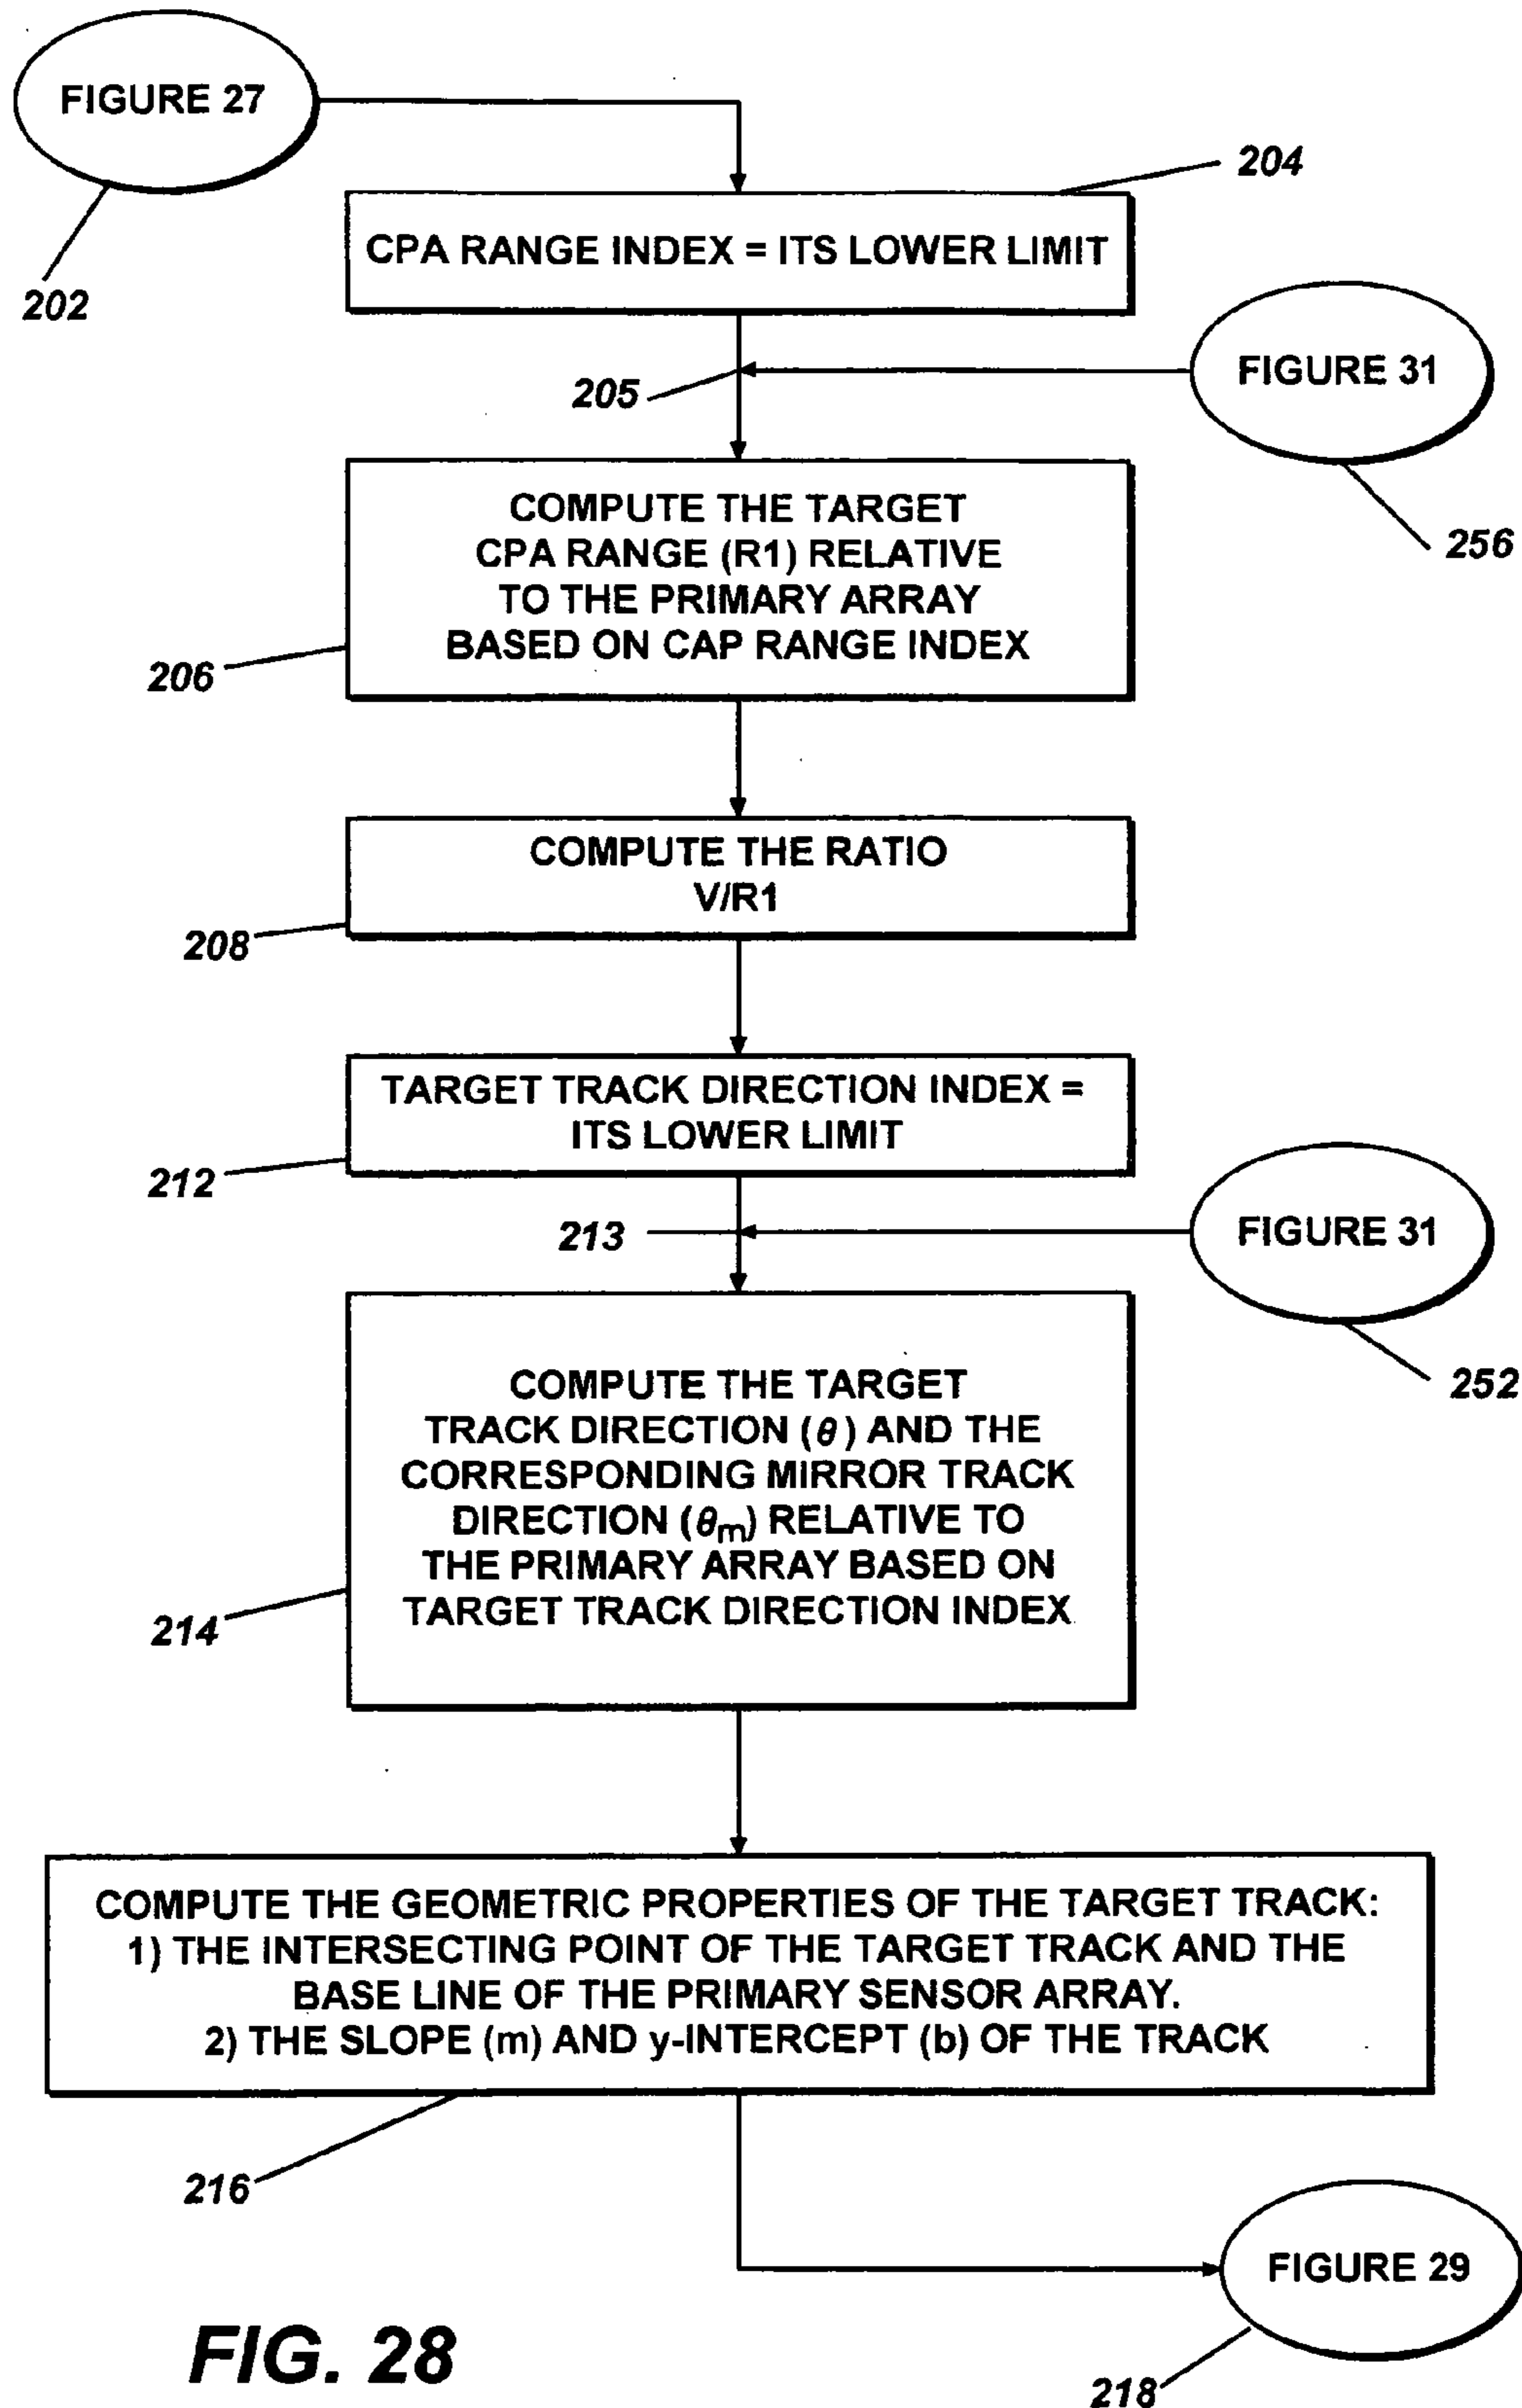 FIGURE 27
202
204
CPA RANGE INDEX = ITS LOWER LIMIT
205
FIGURE 31
256
COMPUTE THE TARGET
CPA RANGE (R1) RELATIVE
TO THE PRIMARY ARRAY
BASED ON CAP RANGE INDEX
206
COMPUTE THE RATIO
V/R1
208
TARGET TRACK DIRECTION INDEX =
ITS LOWER LIMIT
212
213
FIGURE 31
252
COMPUTE THE TARGET
TRACK DIRECTION (θ) AND THE
CORRESPONDING MIRROR TRACK
DIRECTION (θm) RELATIVE TO
THE PRIMARY ARRAY BASED ON
TARGET TRACK DIRECTION INDEX
214
COMPUTE THE GEOMETRIC PROPERTIES OF THE TARGET TRACK:
1) THE INTERSECTING POINT OF THE TARGET TRACK AND THE
BASE LINE OF THE PRIMARY SENSOR ARRAY.
2) THE SLOPE (m) AND y-INTERCEPT (b) OF THE TRACK
216
FIGURE 29
218
FIG. 28